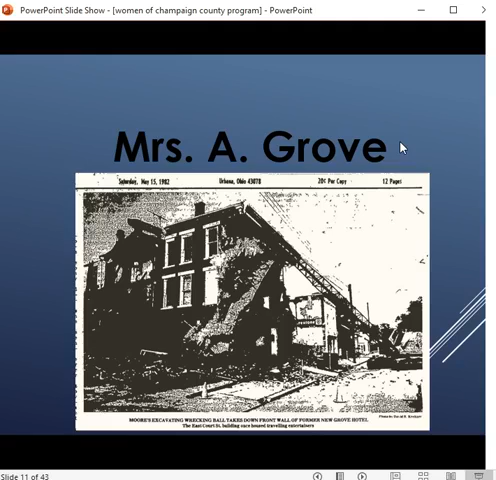 PowerPoint Slide Show - [women of champaign county program] - PowerPoint
Mrs. A. Grove
Saturday, May 15, 1982 Urbana, Ohio 43078 20¢ Per Copy 12 Pages
MOORE'S EXCAVATING WRECKING BALL TAKES DOWN FRONT WALL OF FORMER NEW GROVE HOTEL
The East Court St. building once housed travelling entertainers
Slide 11 of 43